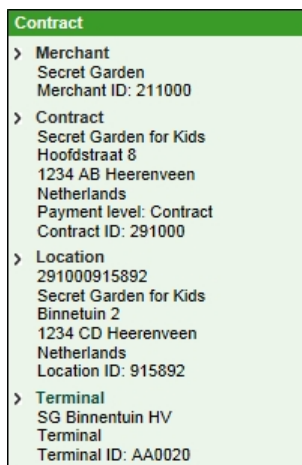 Contract
Merchant
Secret Garden
Merchant ID: 211000
Contract
Secret Garden for Kids
Hoofdstraat 8
1234 AB Heerenveen
Netherlands
Payment level: Contract
Contract ID: 291000
Location
291000915892
Secret Garden for Kids
Binnetuin 2
1234 CD Heerenveen
Netherlands
Location ID: 915892
Terminal
SG Binnentuin HV
Terminal
Terminal ID: AA0020